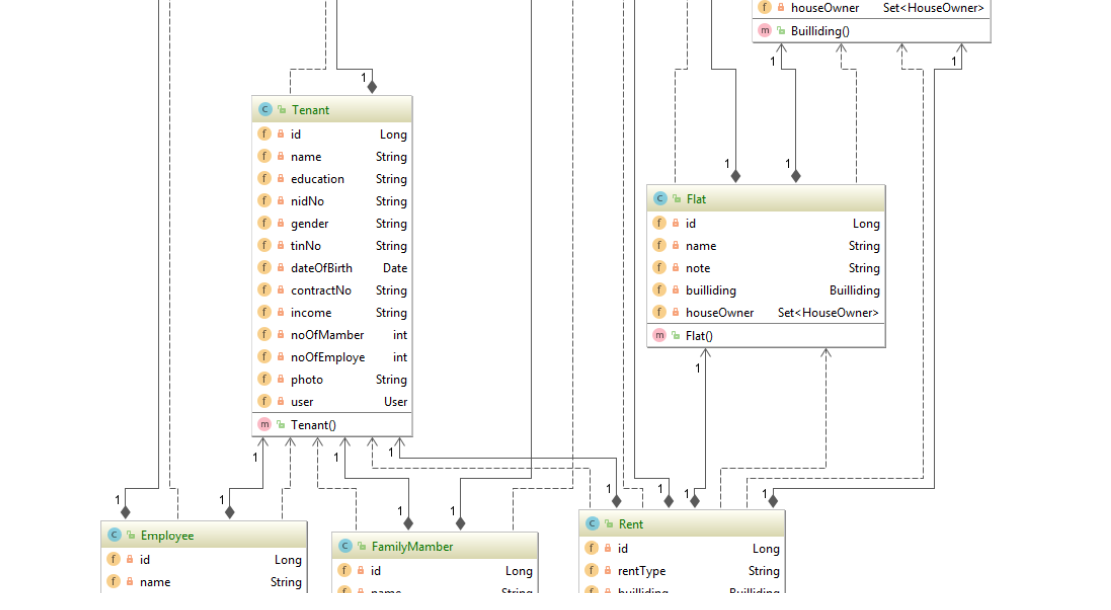 houseOwner Set<HouseOwner>
m Builliding()
1
1
1
1
1
C Tenant
f id Long
f name String
f education String
f nidNo String
f gender String
f tinNo String
f dateOfBirth Date
f contractNo String
f income String
f noOfMamber int
f noOfEmploye int
f photo String
f user User
m Tenant()
C Flat
f id Long
f name String
f note String
f builliding Builliding
f houseOwner Set<HouseOwner>
m Flat()
1
1
1
1
1
1
1
1
1
1
1
1
C Employee
f id Long
f name String
C FamilyMamber
f id Long
f name String
C Rent
f id Long
f rentType String
f builliding Builliding